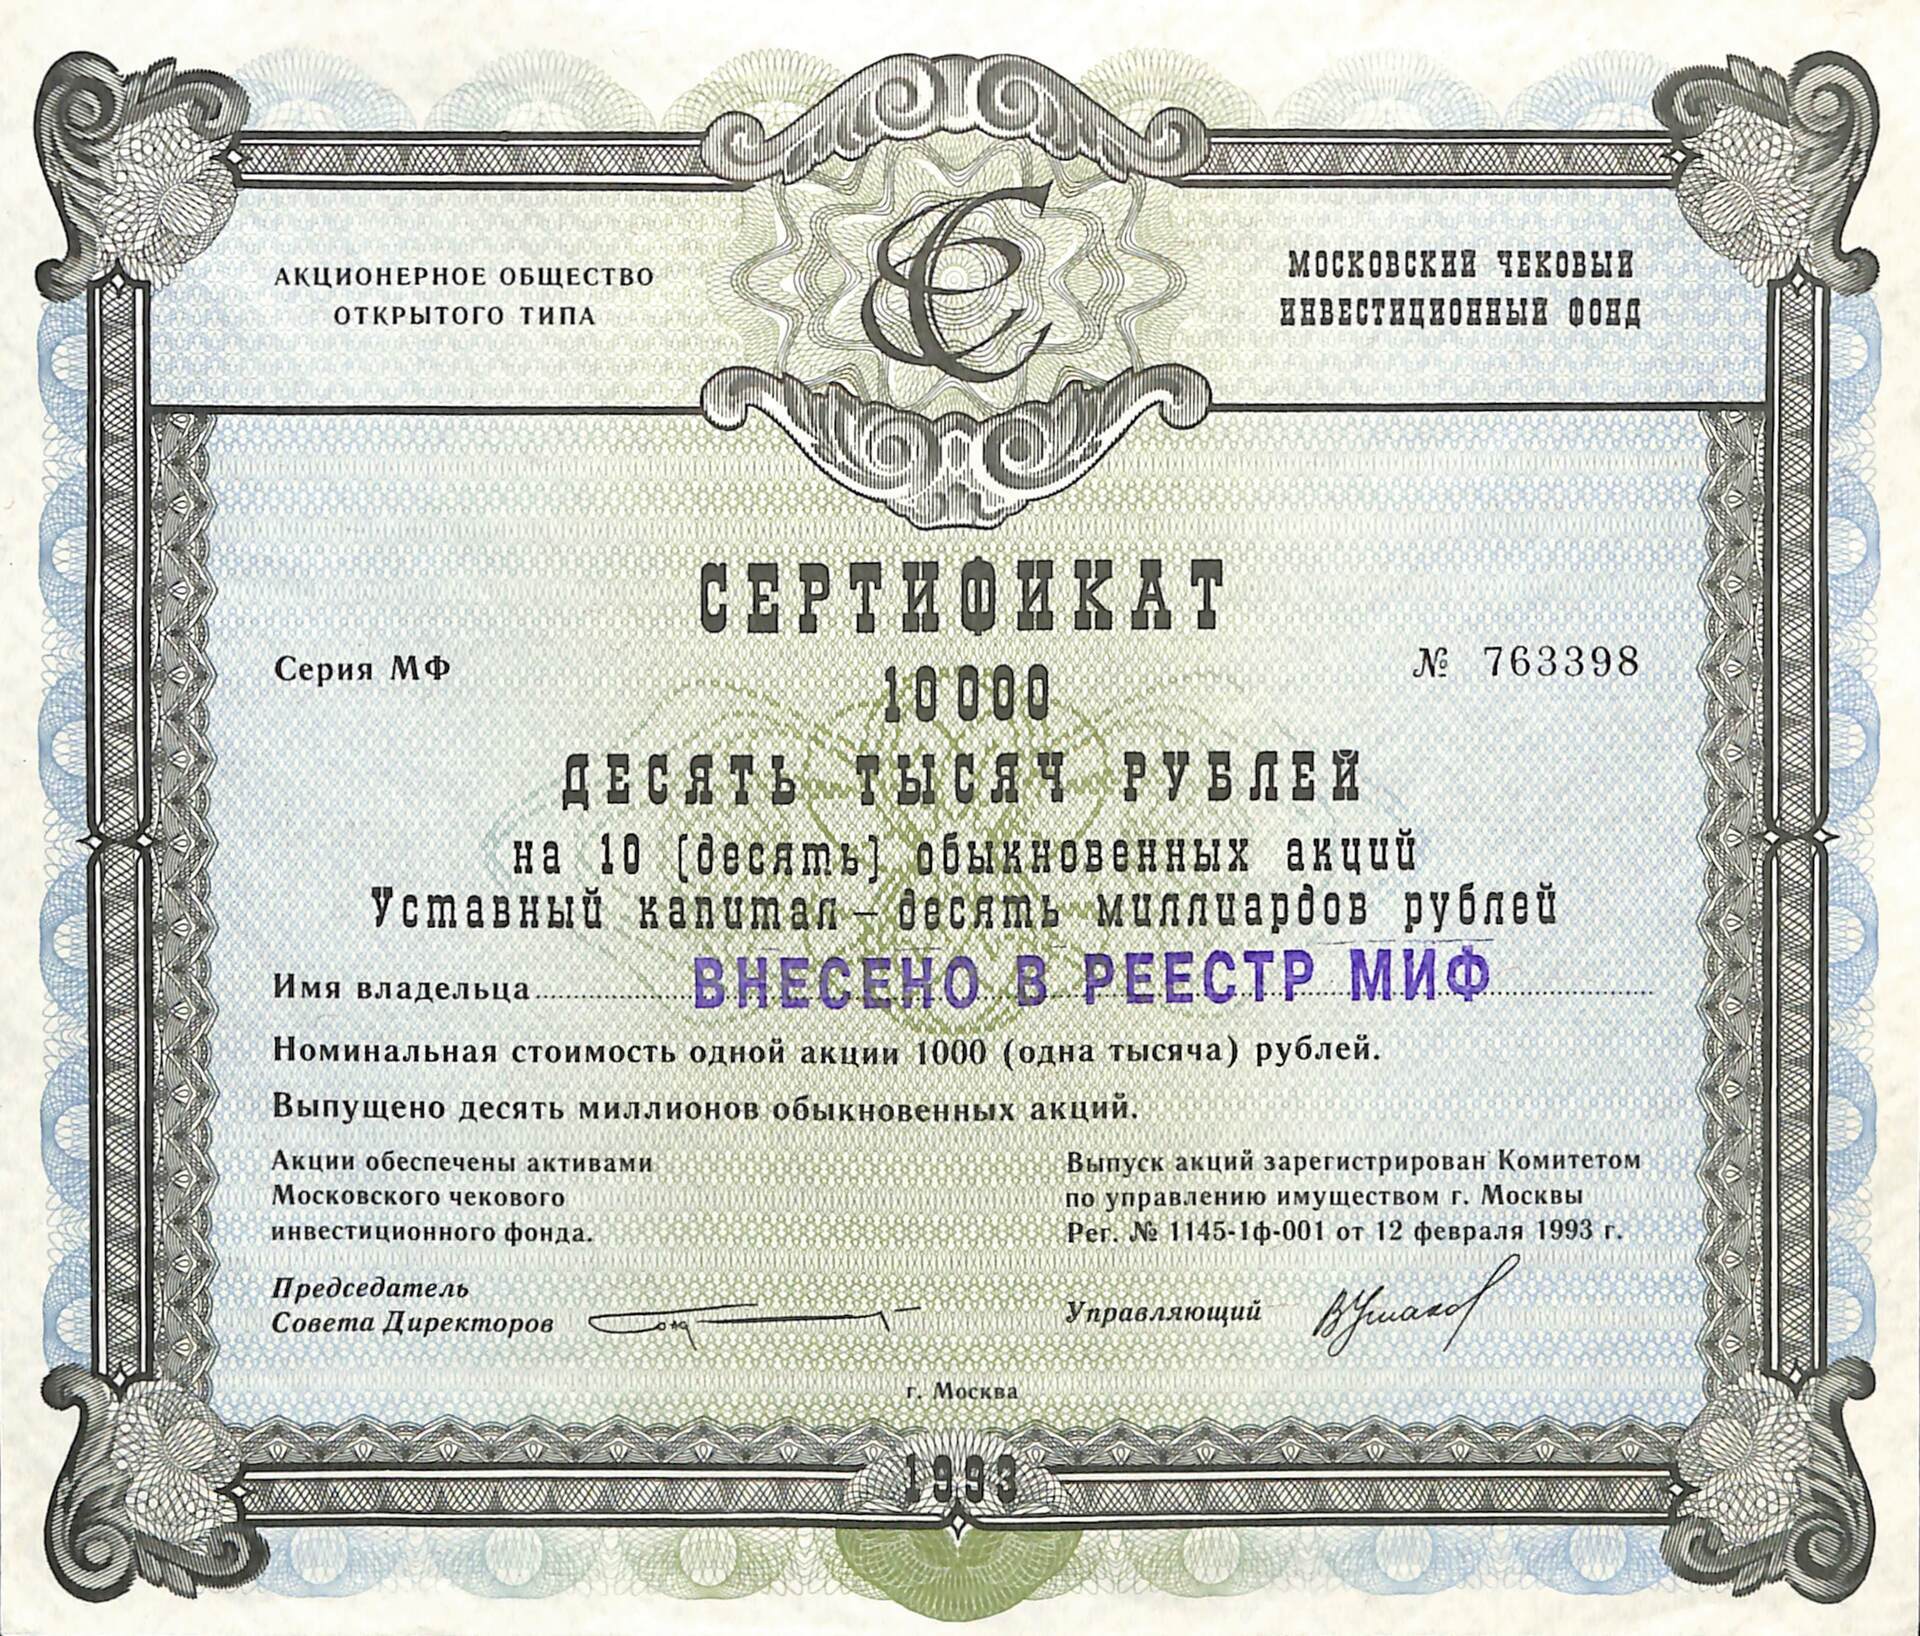 АКЦИОНЕРНОЕ ОБЩЕСТВО
ОТКРЫТОГО ТИПА
МОСКОВСКИЙ ЧЕКОВЫЙ
ИНВЕСТИЦИОННЫЙ ФОНД
СЕРТИФИКАТ
Серия МФ
№ 763398
10 000
ДЕСЯТЬ ТЫСЯЧ РУБЛЕЙ
на 10 (десять) обыкновенных акций
Уставный капитал – десять миллиардов рублей
Имя владельца ВНЕСЕНО В РЕЕСТР МИФ
Номинальная стоимость одной акции 1000 (одна тысяча) рублей.
Выпущено десять миллионов обыкновенных акций.
Акции обеспечены активами
Московского чекового
инвестиционного фонда.
Выпуск акций зарегистрирован Комитетом
по управлению имуществом г. Москвы
Рег. № 1145-1ф-001 от 12 февраля 1993 г.
Председатель
Совета Директоров
Управляющий
г. Москва
1993